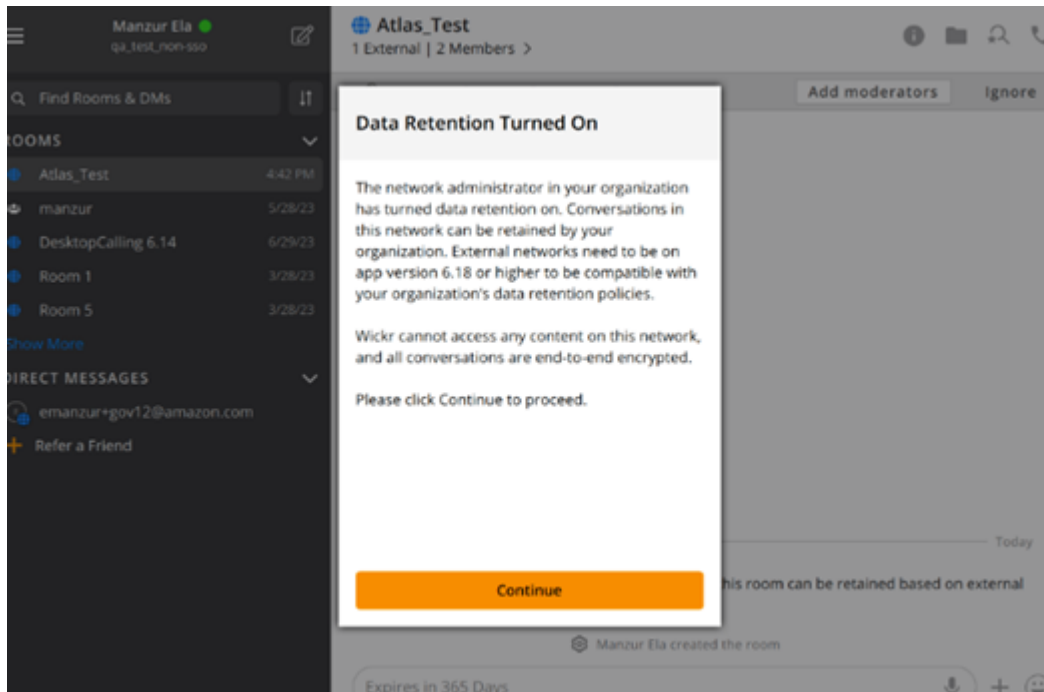 Manzur Ela
qa_test_non-sso
Find Rooms & DMs
ROOMS
Atlas_Test 4:42 PM
manzur 5/28/23
DesktopCalling 6.14 6/29/23
Room 1 3/28/23
Room 5 3/28/23
Show More
DIRECT MESSAGES
emanzur+gov12@amazon.com
Refer a Friend
Atlas_Test
1 External | 2 Members >
Add moderators Ignore
Data Retention Turned On
The network administrator in your organization
has turned data retention on. Conversations in
this network can be retained by your
organization. External networks need to be on
app version 6.18 or higher to be compatible with
your organization's data retention policies.
Wickr cannot access any content on this network,
and all conversations are end-to-end encrypted.
Please click Continue to proceed.
Continue
Today
his room can be retained based on external
Manzur Ela created the room
Expires in 365 Days